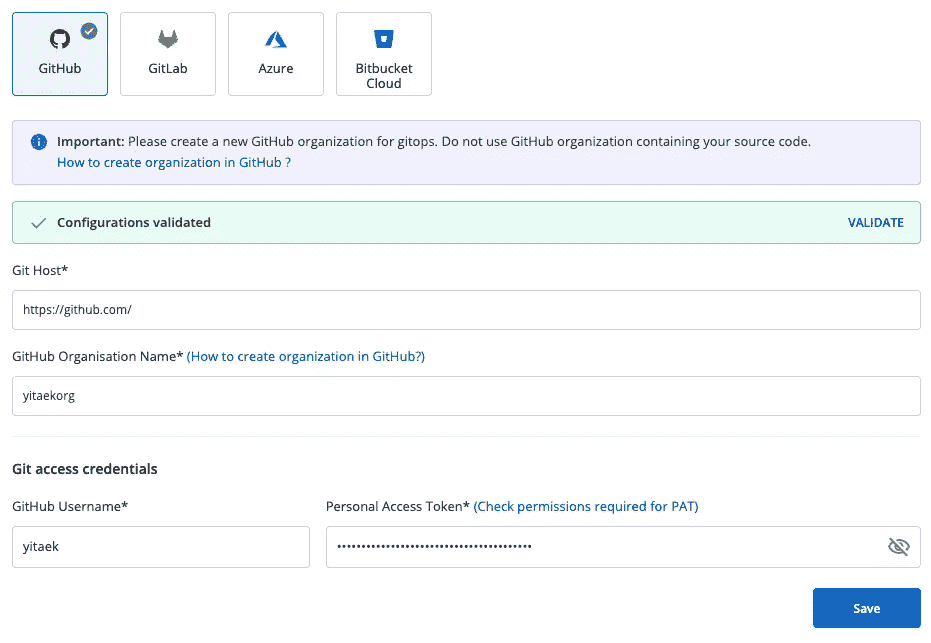 GitHub
GitLab
Azure
Bitbucket
Cloud
Important: Please create a new GitHub organization for gitops. Do not use GitHub organization containing your source code.
How to create organization in GitHub ?
Configurations validated
VALIDATE
Git Host*
https://github.com/
GitHub Organisation Name* (How to create organization in GitHub?)
yitaekorg
Git access credentials
GitHub Username*
Personal Access Token* (Check permissions required for PAT)
yitaek
••••••••••••••••••••••••••••••••••••••••
Save